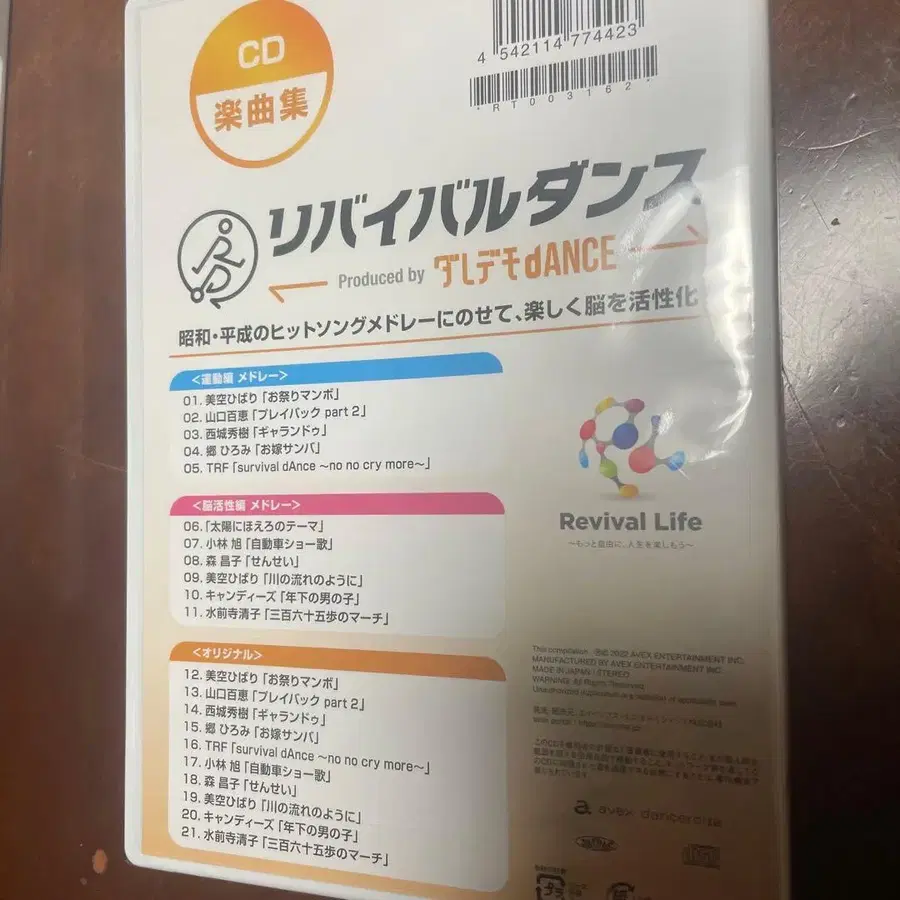 CD
楽曲集
4 542114 774423
*RT003162*
リバイバルダンス
Produced by ダレデモdANCE
昭和・平成のヒットソングメドレーにのせて、楽しく脳を活性化
<運動編 メドレー>
01. 美空ひばり「お祭りマンボ」
02. 山口百恵「プレイバック part 2」
03. 西城秀樹「ギャランドゥ」
04. 郷 ひろみ「お嫁サンバ」
05. TRF「survival dAnce ～no no cry more～」
<脳活性編 メドレー>
06.「太陽にほえろのテーマ」
07. 小林 旭「自動車ショー歌」
08. 森 昌子「せんせい」
09. 美空ひばり「川の流れのように」
10. キャンディーズ「年下の男の子」
11. 水前寺清子「三百六十五歩のマーチ」
<オリジナル>
12. 美空ひばり「お祭りマンボ」
13. 山口百恵「プレイバック part 2」
14. 西城秀樹「ギャランドゥ」
15. 郷 ひろみ「お嫁サンバ」
16. TRF「survival dAnce ～no no cry more～」
17. 小林 旭「自動車ショー歌」
18. 森 昌子「せんせい」
19. 美空ひばり「川の流れのように」
20. キャンディーズ「年下の男の子」
21. 水前寺清子「三百六十五歩のマーチ」
Revival Life
～もっと自由に、人生を楽しもう～
This compilation 2022 AVEX ENTERTAINMENT INC.
MANUFACTURED BY AVEX ENTERTAINMENT INC.
MADE IN JAPAN / STEREO
WARNING: All Rights Reserved.
Unauthorized duplication is a violation of applicable laws.
avex